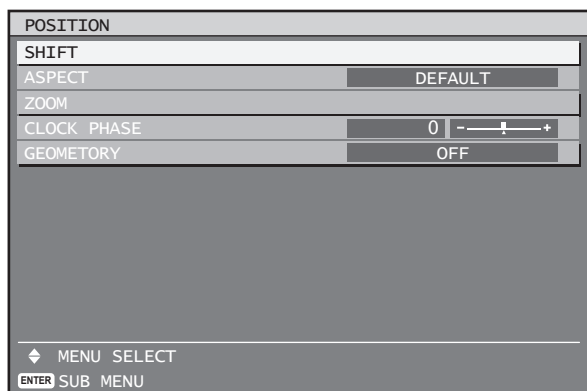 POSITION
SHIFT
ASPECT DEFAULT
ZOOM
CLOCK PHASE 0 - +
GEOMETORY OFF
MENU SELECT
ENTER SUB MENU